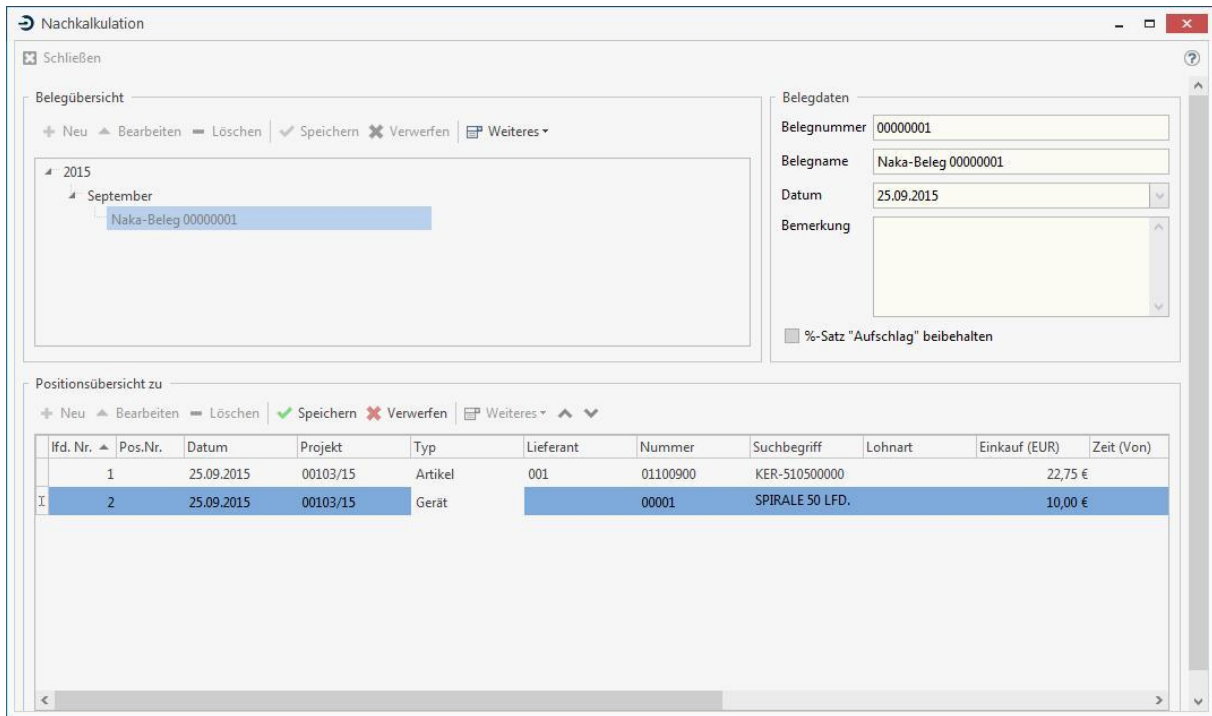 Nachkalkulation
Schließen
Belegübersicht
Neu Bearbeiten Löschen Speichern Verwerfen Weiteres
2015
September
Naka-Beleg 00000001
Belegdaten
Belegnummer 00000001
Belegname Naka-Beleg 00000001
Datum 25.09.2015
Bemerkung
%-Satz "Aufschlag" beibehalten
Positionsübersicht zu
Neu Bearbeiten Löschen Speichern Verwerfen Weiteres
lfd. Nr. Pos.Nr. Datum Projekt Typ Lieferant Nummer Suchbegriff Lohnart Einkauf (EUR) Zeit (Von)
1 25.09.2015 00103/15 Artikel 001 01100900 KER-510500000 22,75 €
2 25.09.2015 00103/15 Gerät 00001 SPIRALE 50 LFD. 10,00 €